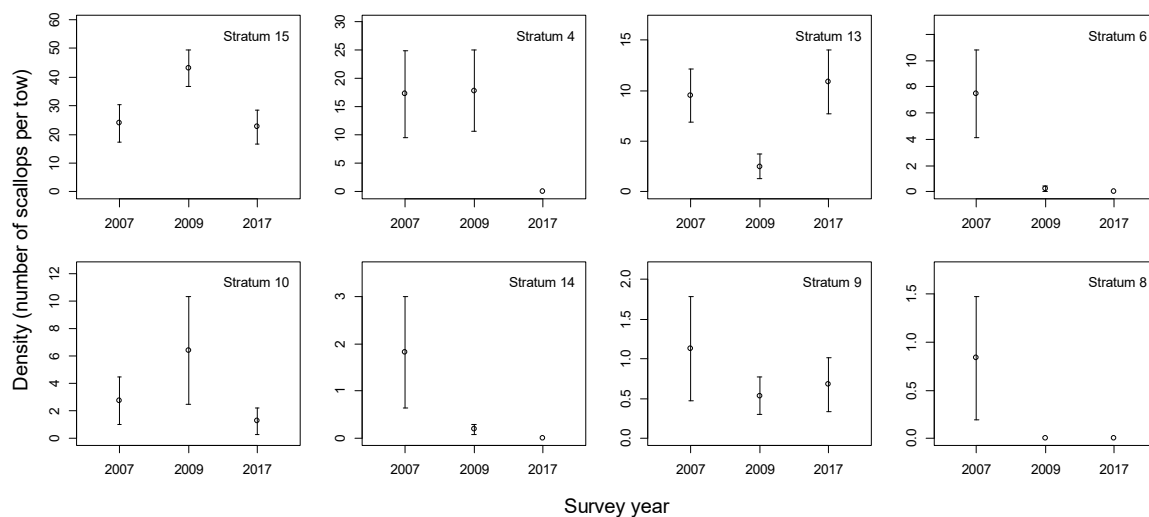 Density (number of scallops per tow)
Stratum 15
60
50
40
30
20
10
0
2007 2009 2017
Stratum 4
30
25
20
15
10
5
0
2007 2009 2017
Stratum 13
15
10
5
0
2007 2009 2017
Stratum 6
10
8
6
4
2
0
2007 2009 2017
Stratum 10
12
10
8
6
4
2
0
2007 2009 2017
Stratum 14
3
2
1
0
2007 2009 2017
Stratum 9
2.0
1.5
1.0
0.5
0.0
2007 2009 2017
Stratum 8
1.5
1.0
0.5
0.0
2007 2009 2017
Survey year